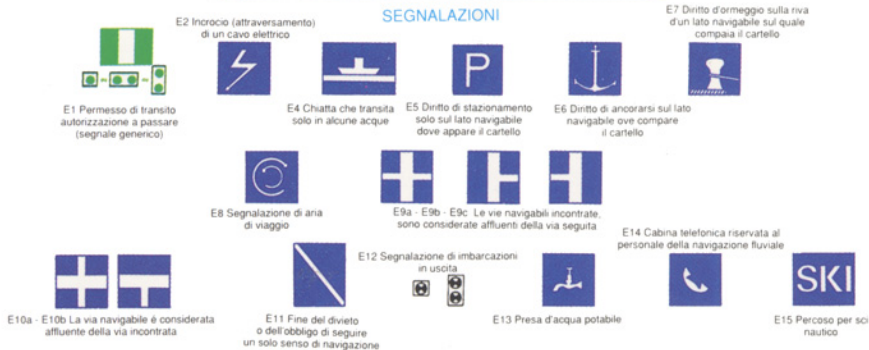 SEGNALAZIONI
E2 Incrocio (attraversamento)
di un cavo elettrico
E7 Diritto d'ormeggio sulla riva
d'un lato navigabile sul quale
compaia il cartello
P
E1 Permesso di transito
autorizzazione a passare
(segnale generico)
E4 Chiatta che transita
solo in alcune acque
E5 Diritto di stazionamento
solo sul lato navigabile
dove appare il cartello
E6 Diritto di ancorarsi sul lato
navigabile ove compare
il cartello
E8 Segnalazione di aria
di viaggio
E9a - E9b - E9c Le vie navigabili incontrate,
sono considerate affluenti della via seguita
E14 Cabina telefonica riservata al
personale della navigazione fluviale
E12 Segnalazione di imbarcazioni
in uscita
SKI
E10a - E10b La via navigabile è considerata
affluente della via incontrata
E11 Fine del divieto
o dell'obbligo di seguire
un solo senso di navigazione
E13 Presa d'acqua potabile
E15 Percoso per sci
nautico